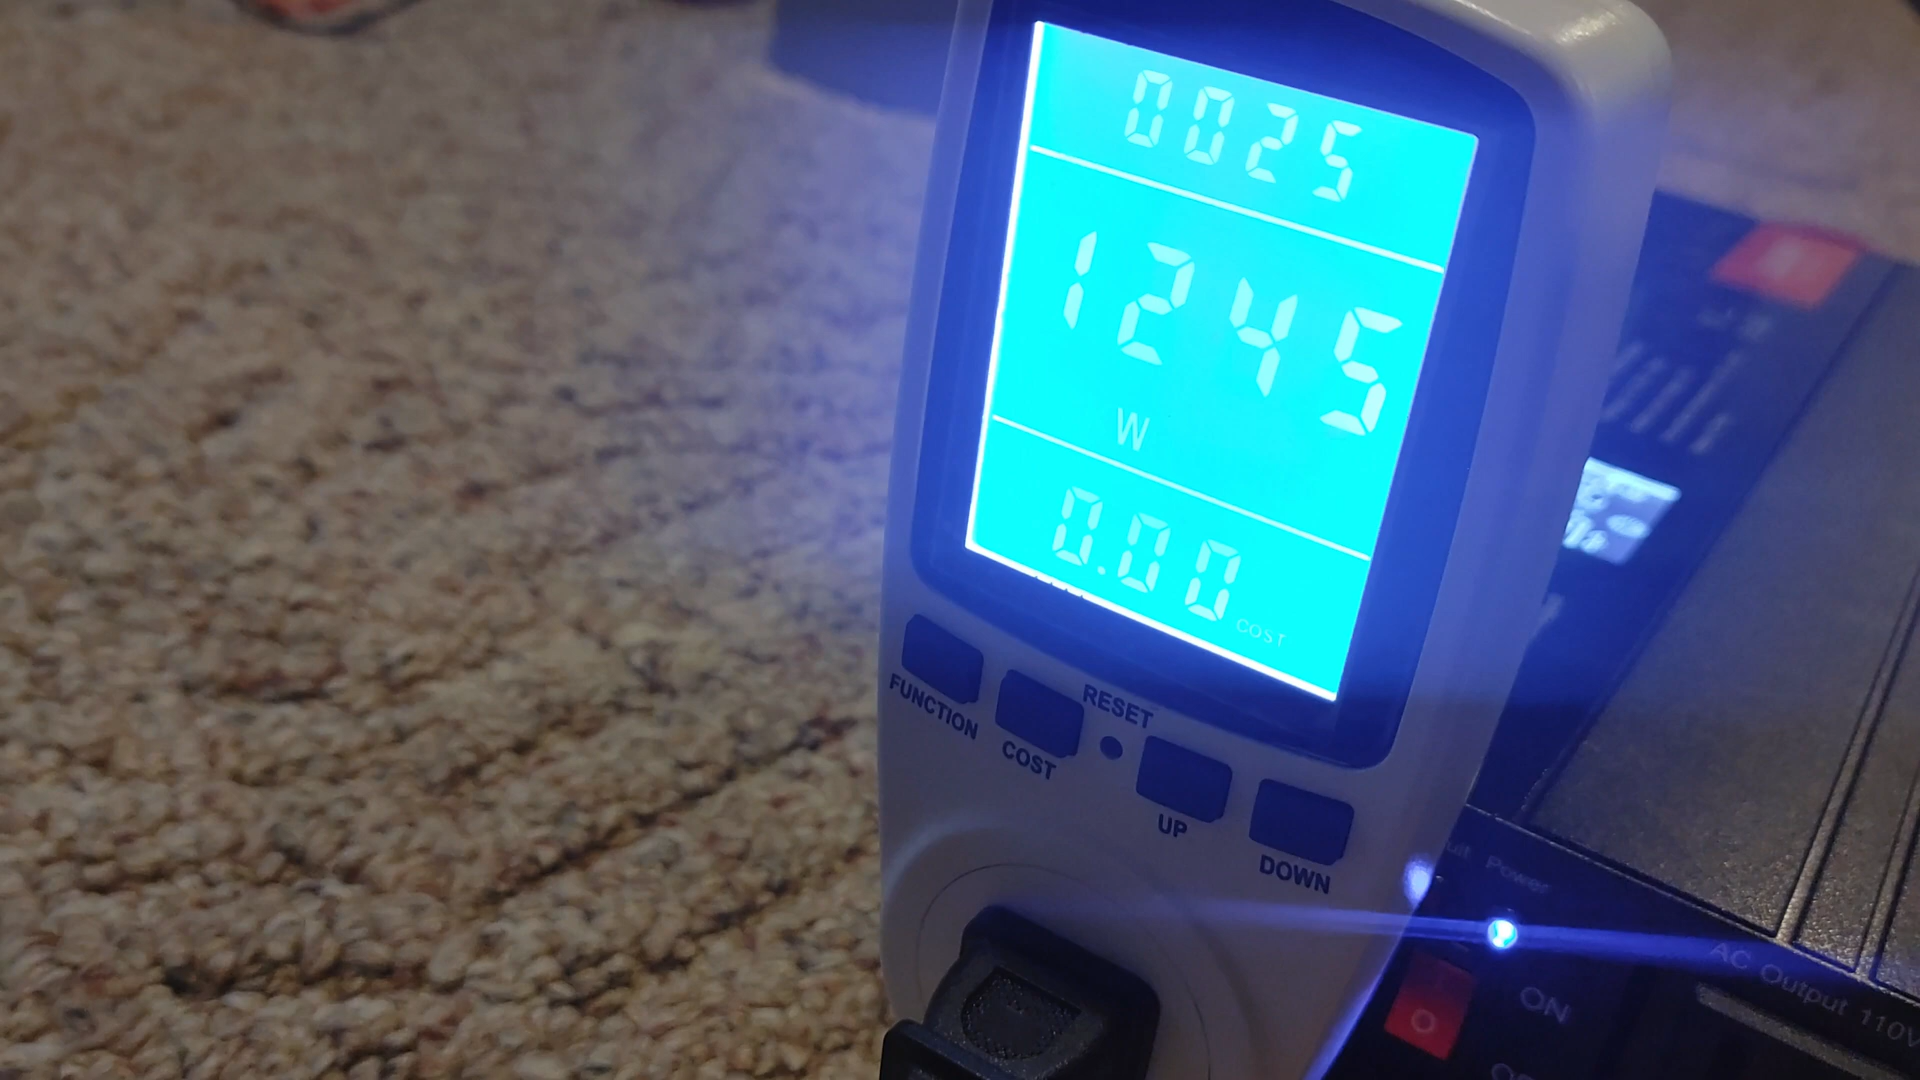 0025
1245
W
0.00 COST
FUNCTION
COST
RESET
UP
DOWN
Power
ON
AC Output 110V